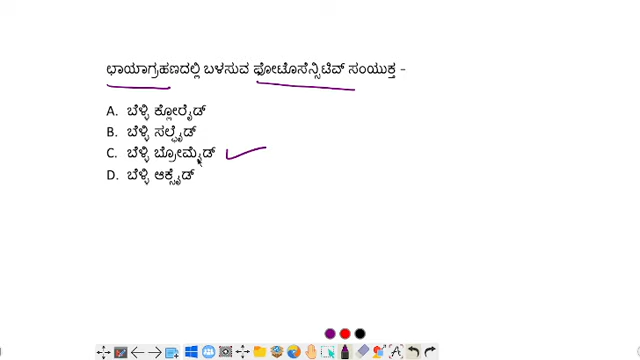 ಛಾಯಾಗ್ರಹಣದಲ್ಲಿ ಬಳಸುವ ಫೋಟೊಸೆನ್ಸಿಟಿವ್ ಸಂಯುಕ್ತ -
A. ಬೆಳ್ಳಿ ಕ್ಲೋರೈಡ್
B. ಬೆಳ್ಳಿ ಸಲ್ಫೈಡ್
C. ಬೆಳ್ಳಿ ಬ್ರೋಮೈಡ್
D. ಬೆಳ್ಳಿ ಆಕ್ಸೈಡ್